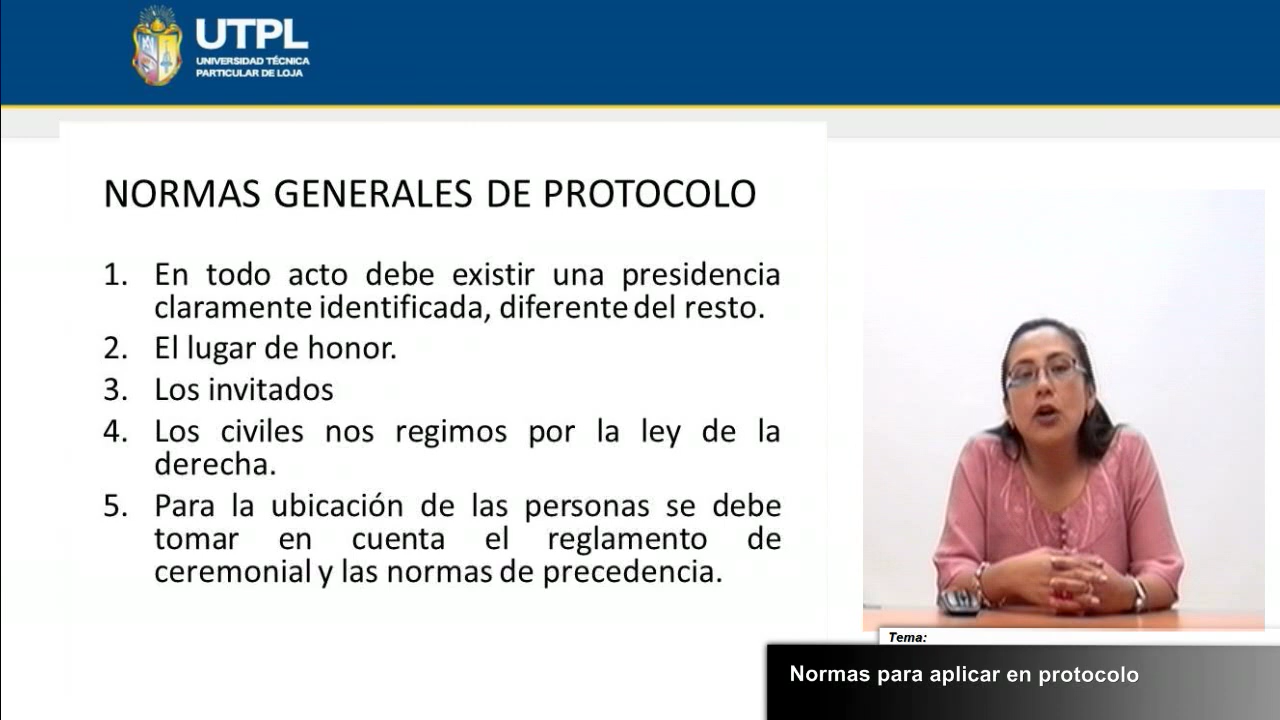 UTPL
UNIVERSIDAD TÉCNICA
PARTICULAR DE LOJA
NORMAS GENERALES DE PROTOCOLO
1. En todo acto debe existir una presidencia
claramente identificada, diferente del resto.
2. El lugar de honor.
3. Los invitados
4. Los civiles nos regimos por la ley de la
derecha.
5. Para la ubicación de las personas se debe
tomar en cuenta el reglamento de
ceremonial y las normas de precedencia.
Tema:
Normas para aplicar en protocolo